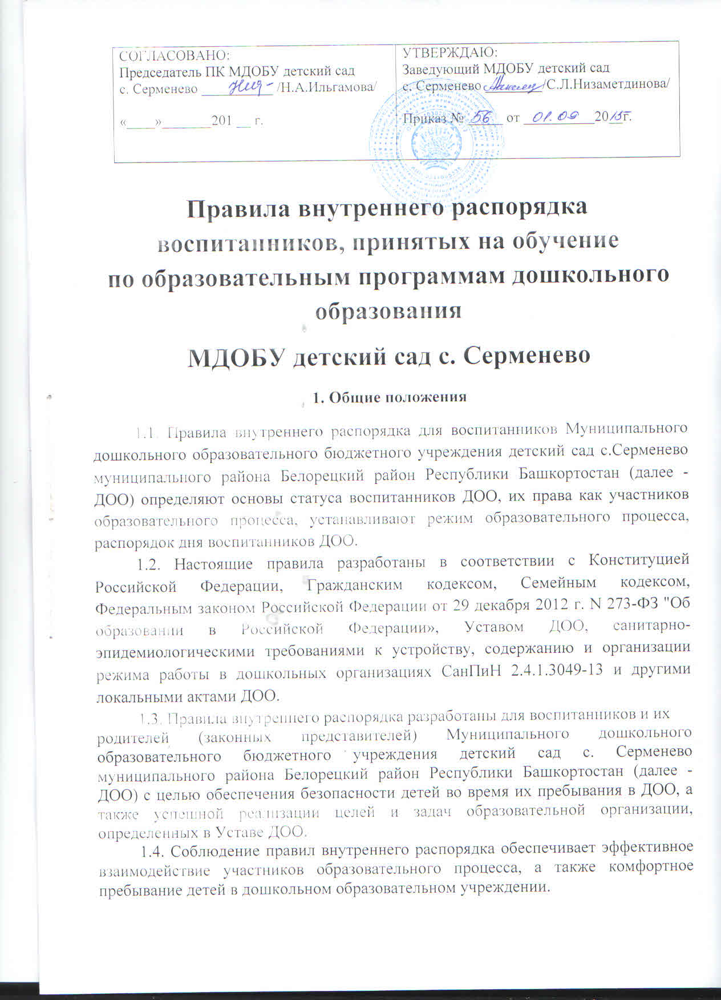 СОГЛАСОВАНО:
Председатель ПК МДОБУ детский сад
с. Серменево __________ /Н.А.Ильгамова/
«____»_______201 __ г.
УТВЕРЖДАЮ:
Заведующий МДОБУ детский сад
с. Серменево ________/С.Л.Низаметдинова/
Приказ № 56 от 01.09 2015г.
Правила внутреннего распорядка
воспитанников, принятых на обучение
по образовательным программам дошкольного
образования
МДОБУ детский сад с. Серменево
1. Общие положения
1.1. Правила внутреннего распорядка для воспитанников Муниципального
дошкольного образовательного бюджетного учреждения детский сад с.Серменево
муниципального района Белорецкий район Республики Башкортостан (далее -
ДОО) определяют основы статуса воспитанников ДОО, их права как участников
образовательного процесса, устанавливают режим образовательного процесса,
распорядок дня воспитанников ДОО.
1.2. Настоящие правила разработаны в соответствии с Конституцией
Российской Федерации, Гражданским кодексом, Семейным кодексом,
Федеральным законом Российской Федерации от 29 декабря 2012 г. N 273-ФЗ "Об
образовании в Российской Федерации», Уставом ДОО, санитарно-
эпидемиологическими требованиями к устройству, содержанию и организации
режима работы в дошкольных организациях СанПиН 2.4.1.3049-13 и другими
локальными актами ДОО.
1.3. Правила внутреннего распорядка разработаны для воспитанников и их
родителей (законных представителей) Муниципального дошкольного
образовательного бюджетного учреждения детский сад с. Серменево
муниципального района Белорецкий район Республики Башкортостан (далее -
ДОО) с целью обеспечения безопасности детей во время их пребывания в ДОО, а
также успешной реализации целей и задач образовательной организации,
определенных в Уставе ДОО.
1.4. Соблюдение правил внутреннего распорядка обеспечивает эффективное
взаимодействие участников образовательного процесса, а также комфортное
пребывание детей в дошкольном образовательном учреждении.